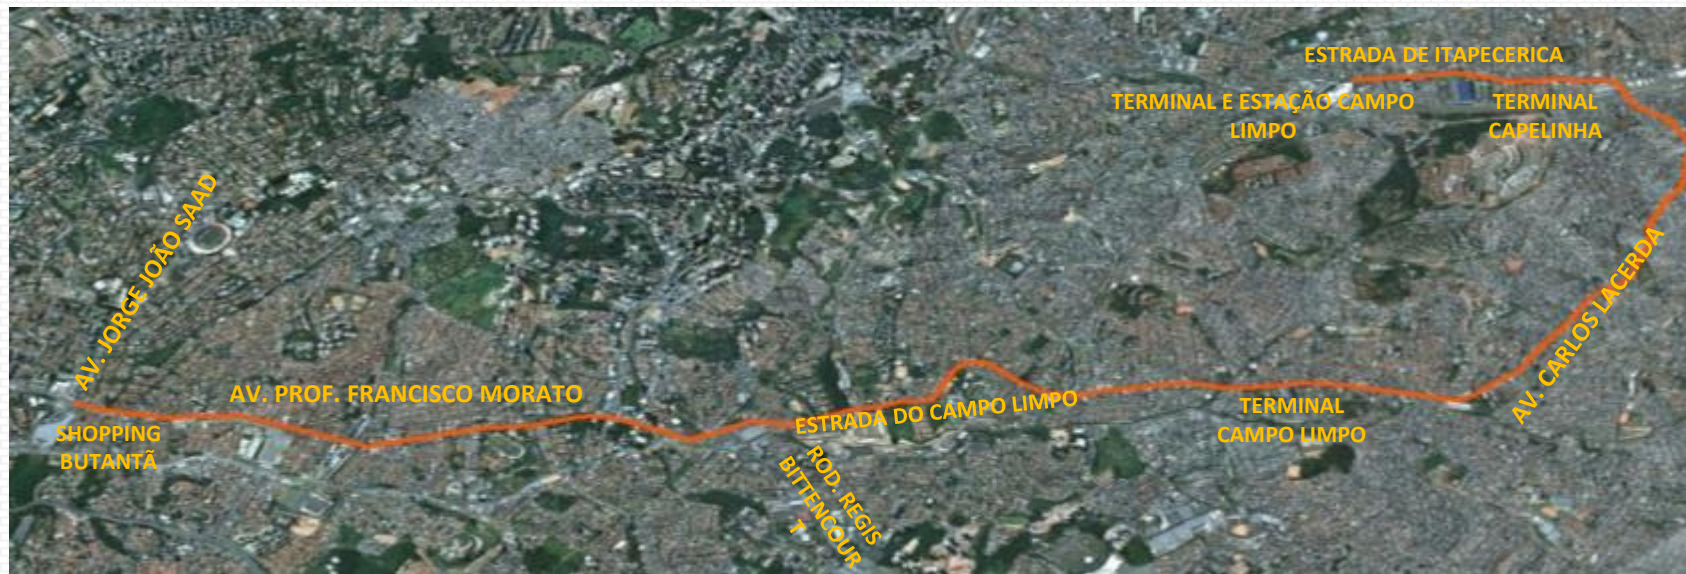 ESTRADA DE ITAPECERICA
TERMINAL E ESTAÇÃO CAMPO
LIMPO
TERMINAL
CAPELINHA
AV. JORGE JOÃO SAAD
AV. CARLOS LACERDA
AV. PROF. FRANCISCO MORATO
ESTRADA DO CAMPO LIMPO
TERMINAL
CAMPO LIMPO
SHOPPING
BUTANTÃ
ROD. REGIS
BITTENCOUR
T